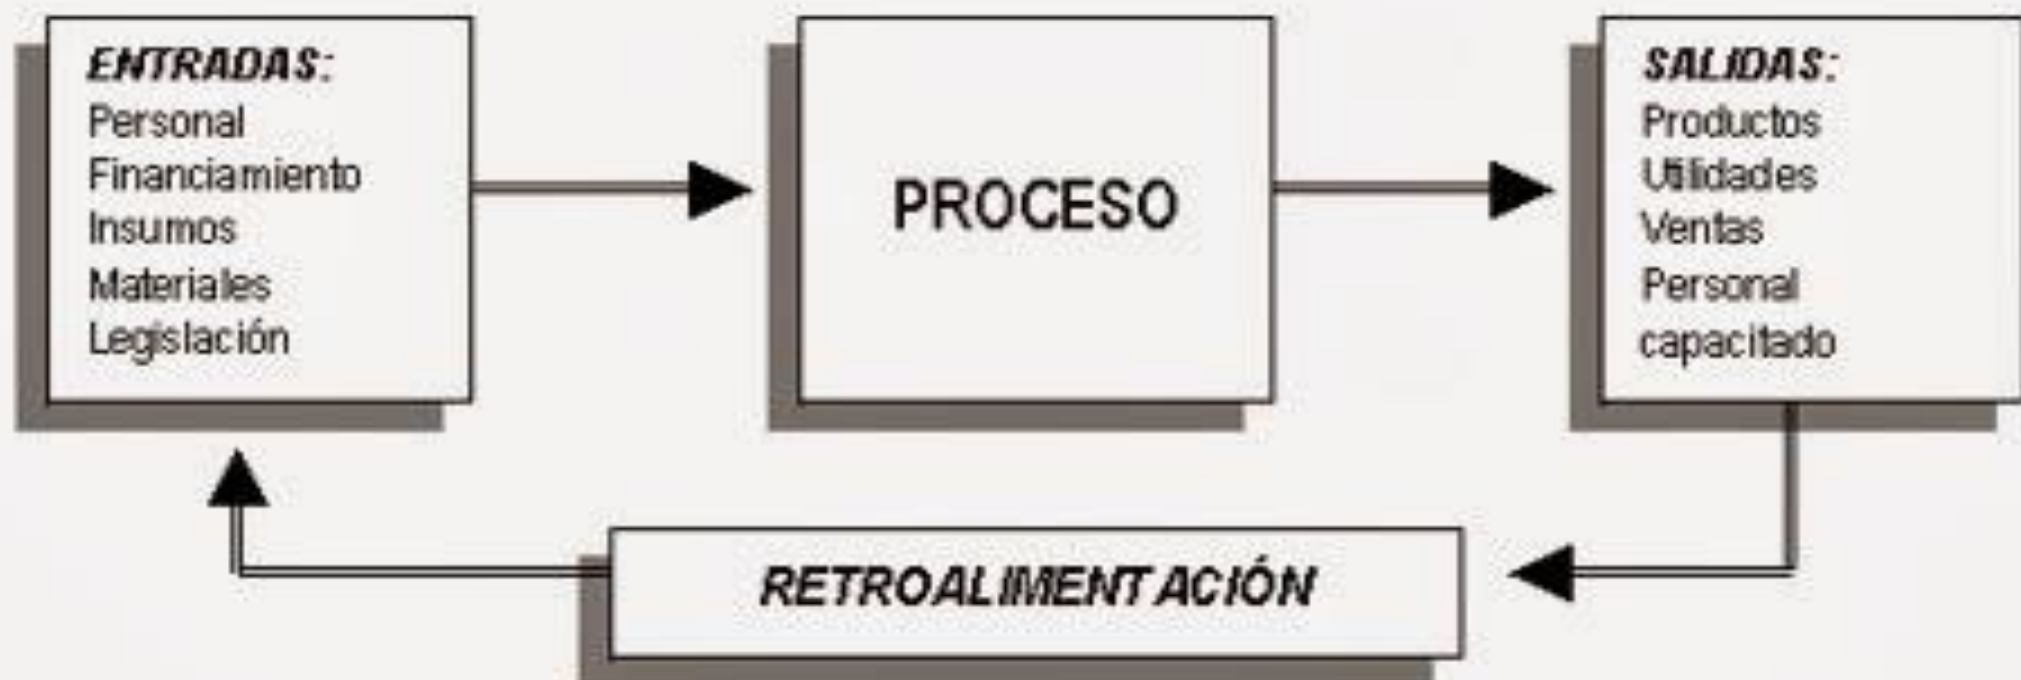 ENTRADAS:
Personal
Financiamiento
Insumos
Materiales
Legislación
PROCESO
SALIDAS:
Productos
Utilidades
Ventas
Personal
capacitado
RETROALIMENTACIÓN